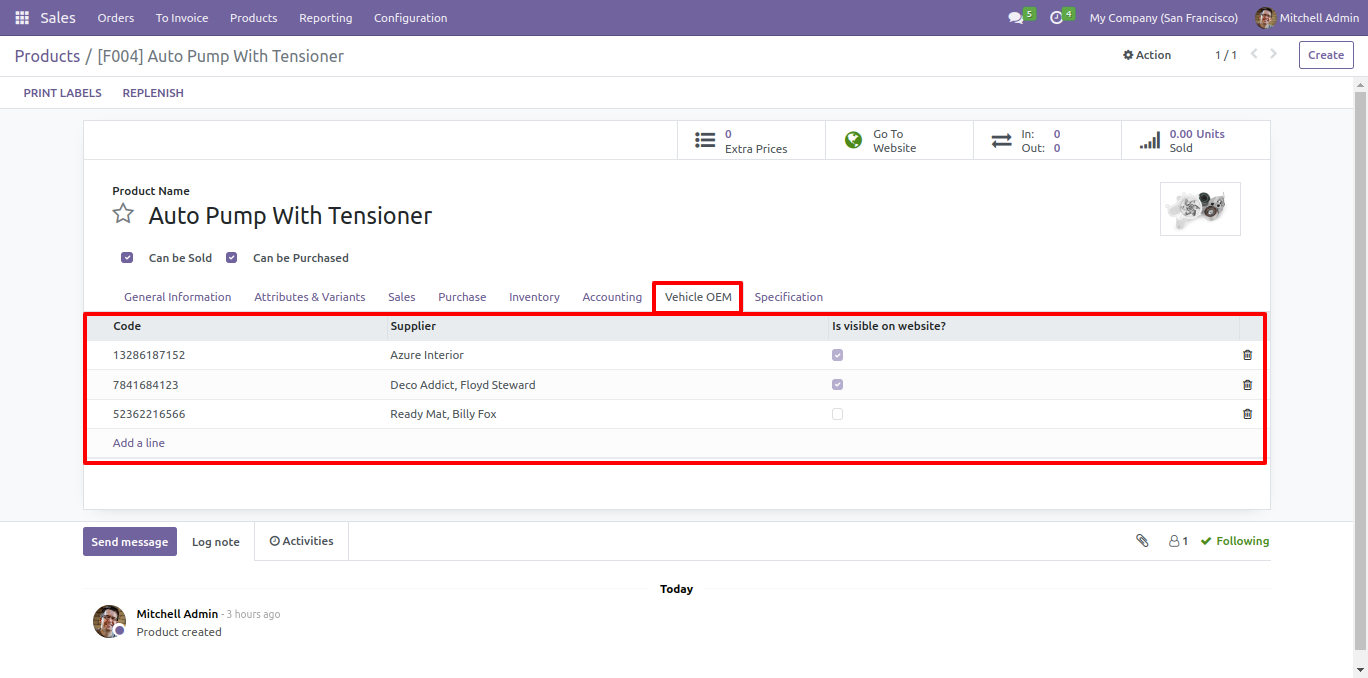 Sales Orders To Invoice Products Reporting Configuration 5 4 My Company (San Francisco) Mitchell Admin
Products / [F004] Auto Pump With Tensioner Action 1 / 1 Create
PRINT LABELS REPLENISH
0
Extra Prices
Go To
Website
In: 0
Out: 0
0.00 Units
Sold
Product Name
Auto Pump With Tensioner
Can be Sold Can be Purchased
General Information Attributes & Variants Sales Purchase Inventory Accounting Vehicle OEM Specification
Code Supplier Is visible on website?
13286187152 Azure Interior
7841684123 Deco Addict, Floyd Steward
52362216566 Ready Mat, Billy Fox
Add a line
Send message Log note Activities 1 Following
Today
Mitchell Admin - 3 hours ago
Product created